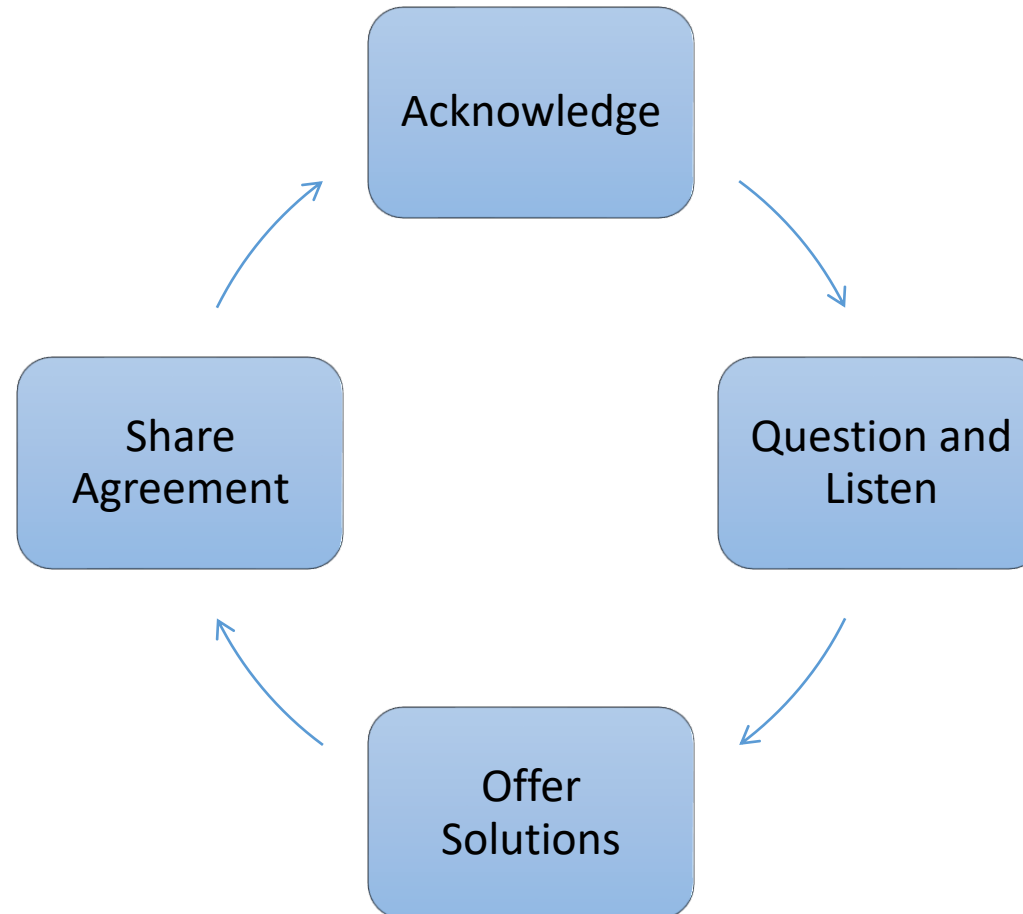 Acknowledge
Question and
Listen
Offer
Solutions
Share
Agreement